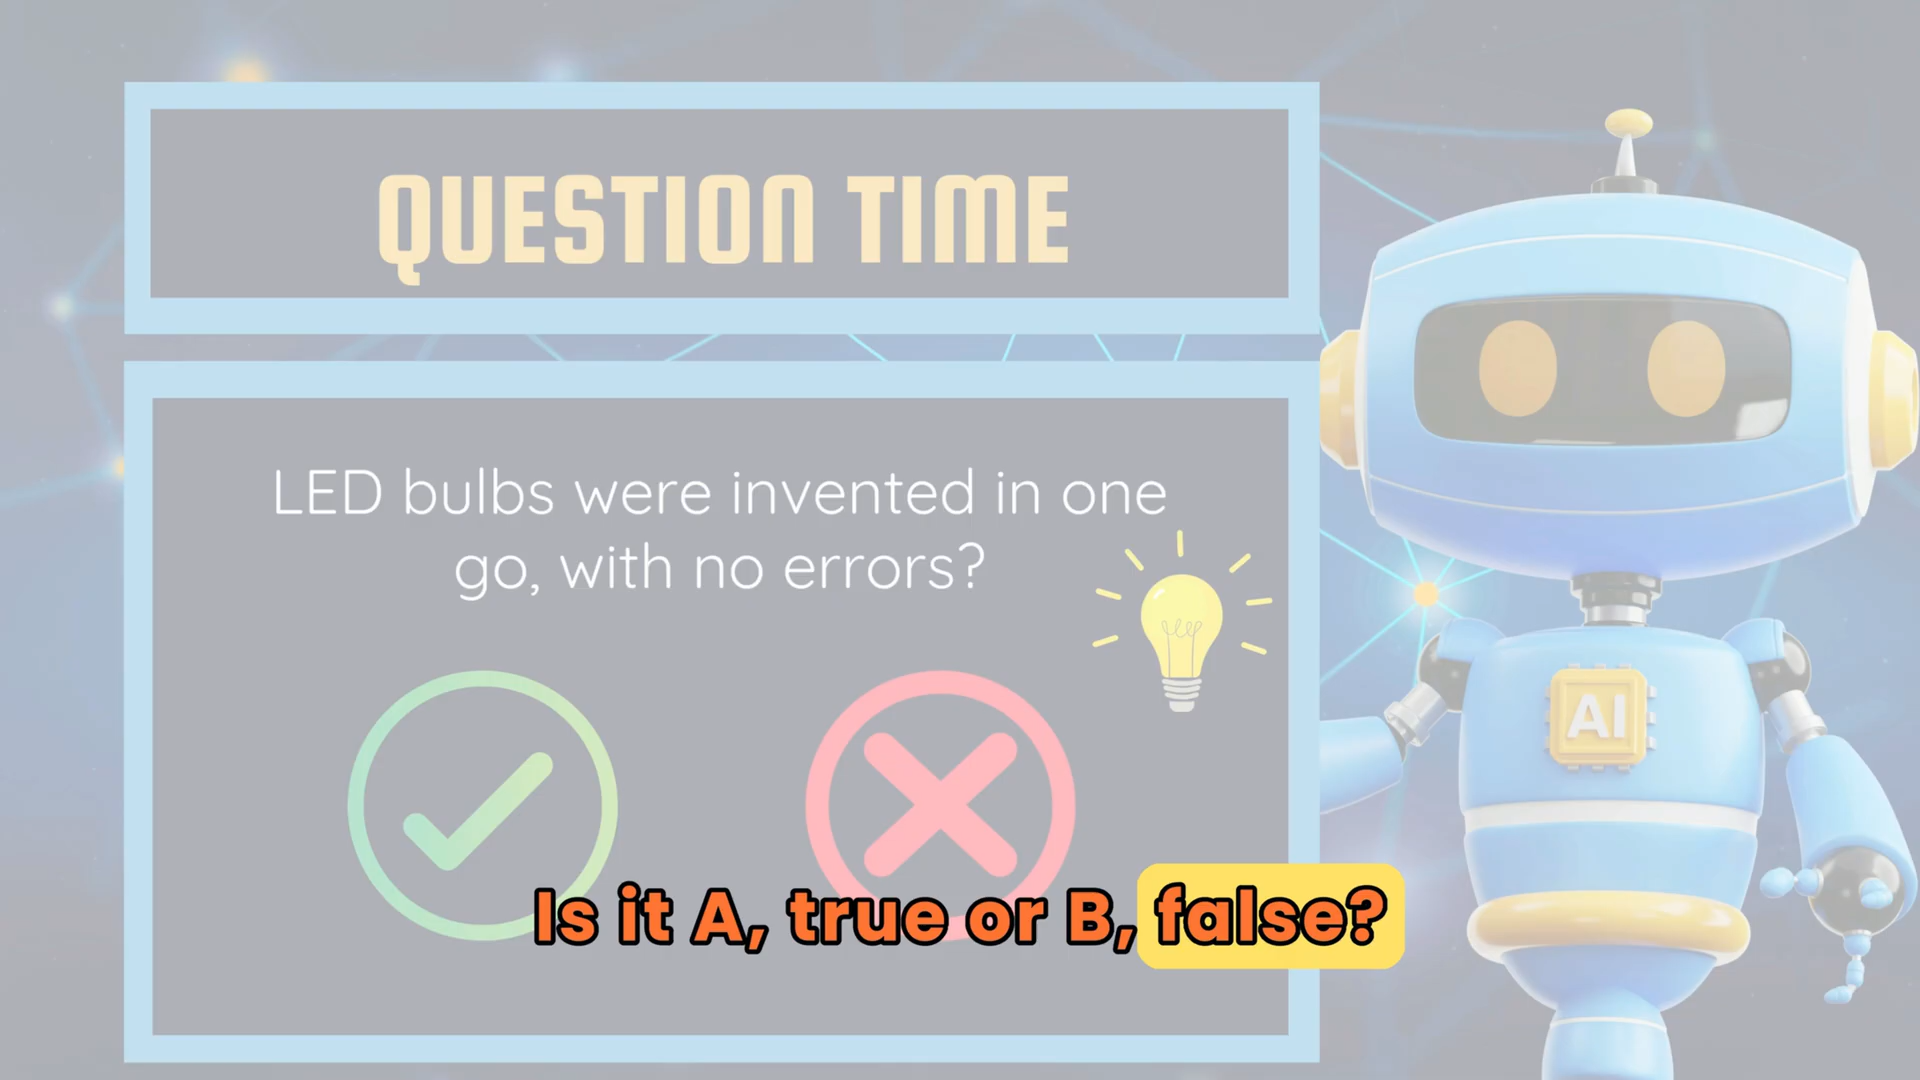 QUESTION TIME
LED bulbs were invented in one
go, with no errors?
AI
Is it A, true or B, false?